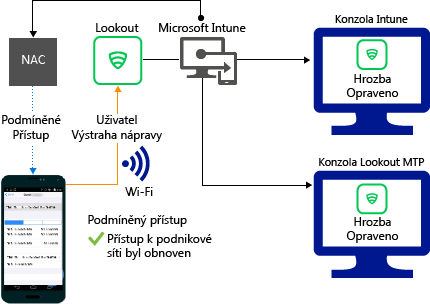 Lookout
Microsoft Intune
Konzola Intune
NAC
Hrozba
Opraveno
Podmíněné
Přístup
Uživatel
Výstraha nápravy
Wi-Fi
Konzola Lookout MTP
Hrozba
Opraveno
Podmíněný přístup
Přístup k podnikové
síti byl obnoven